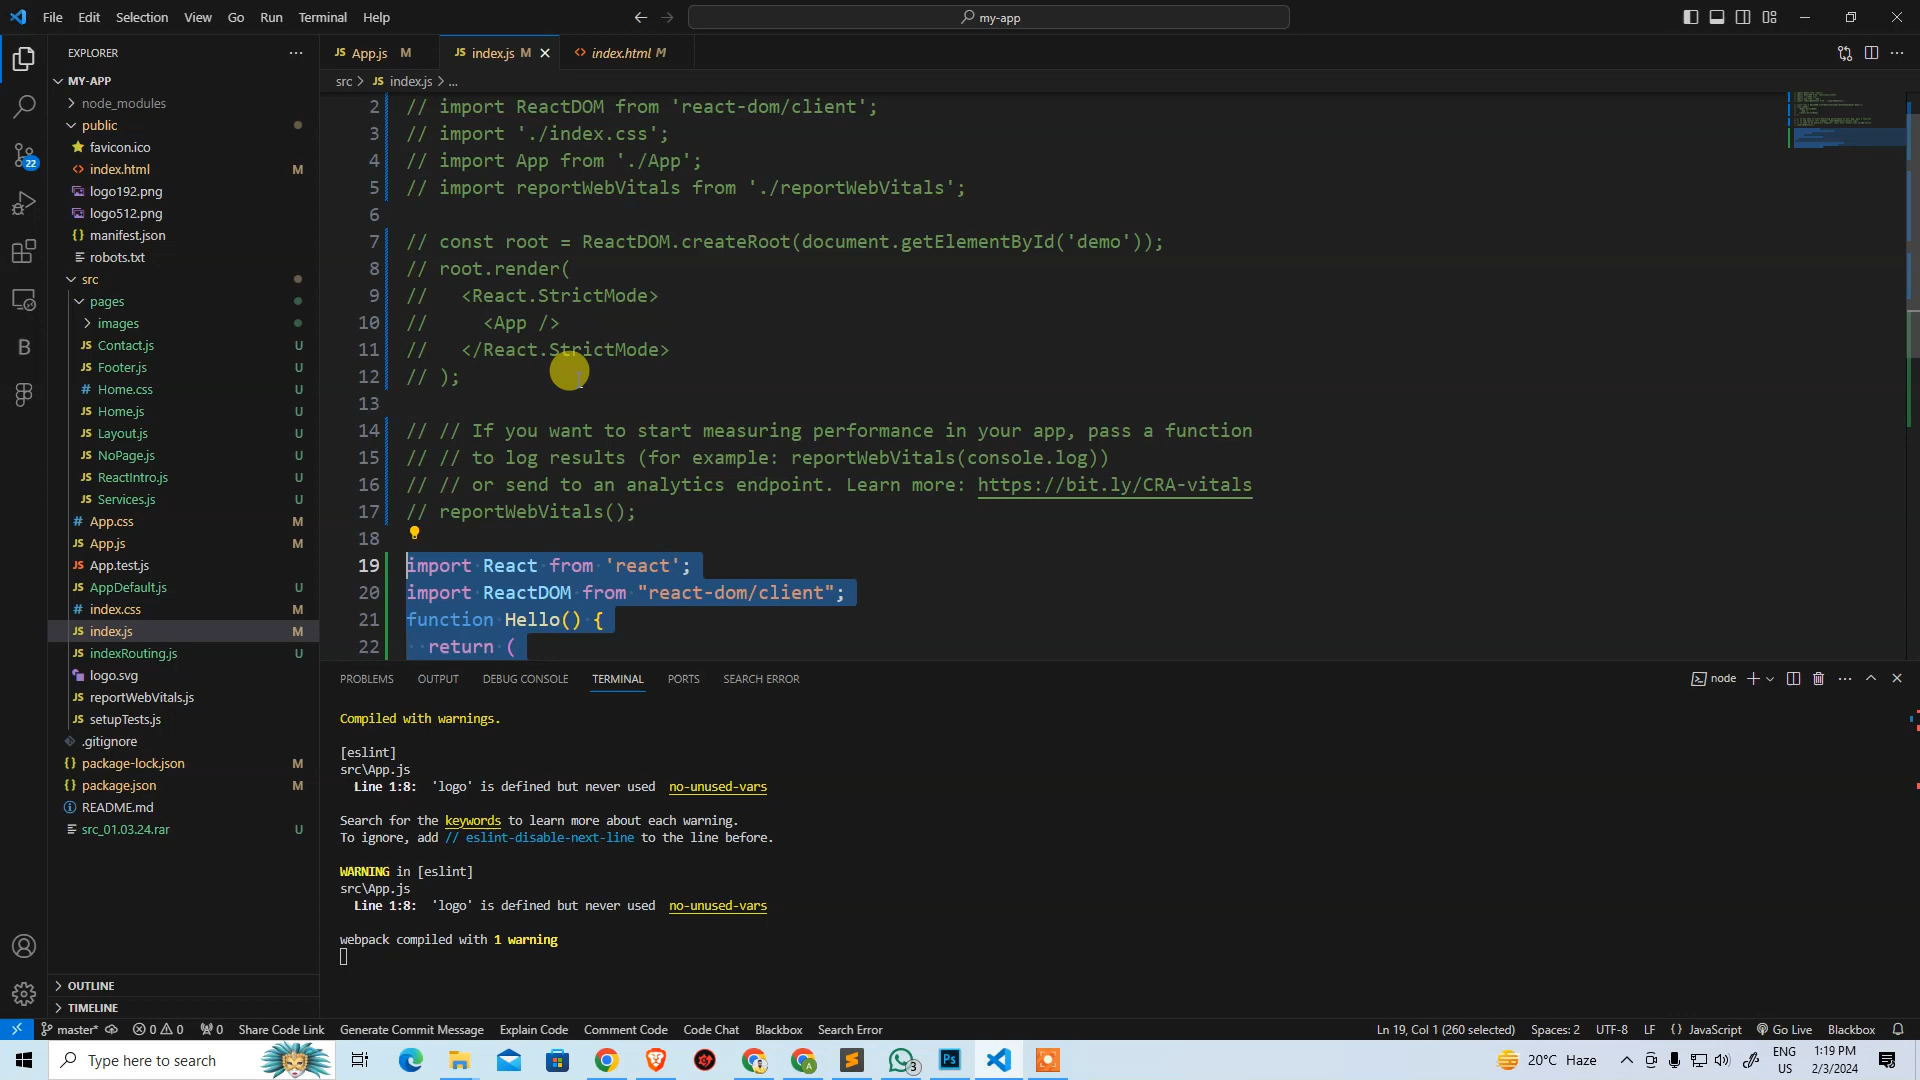 File Edit Selection View Go Run Terminal Help
my-app
EXPLORER
MY-APP
node_modules
public
favicon.ico
index.html M
logo192.png
logo512.png
manifest.json
robots.txt
src
pages
images
Contact.js U
Footer.js U
Home.css U
Home.js U
Layout.js U
NoPage.js U
ReactIntro.js U
Services.js U
App.css M
App.js M
App.test.js
AppDefault.js U
index.css M
index.js M
indexRouting.js U
logo.svg
reportWebVitals.js
setupTests.js
.gitignore
package-lock.json M
package.json M
README.md
src_01.03.24.rar U
OUTLINE
TIMELINE
22
App.js M
index.js M
index.html M
src > index.js > ...
2 // import ReactDOM from 'react-dom/client';
3 // import './index.css';
4 // import App from './App';
5 // import reportWebVitals from './reportWebVitals';
6
7 // const root = ReactDOM.createRoot(document.getElementById('demo'));
8 // root.render(
9 //   <React.StrictMode>
10 //     <App />
11 //   </React.StrictMode>
12 // );
13
14 // // If you want to start measuring performance in your app, pass a function
15 // // to log results (for example: reportWebVitals(console.log))
16 // // or send to an analytics endpoint. Learn more: https://bit.ly/CRA-vitals
17 // reportWebVitals();
18
19 import React from 'react';
20 import ReactDOM from "react-dom/client";
21 function Hello() {
22   return (
PROBLEMS OUTPUT DEBUG CONSOLE TERMINAL PORTS SEARCH ERROR
node
Compiled with warnings.
[eslint]
src\App.js
Line 1:8: 'logo' is defined but never used no-unused-vars
Search for the keywords to learn more about each warning.
To ignore, add // eslint-disable-next-line to the line before.
WARNING in [eslint]
src\App.js
Line 1:8: 'logo' is defined but never used no-unused-vars
webpack compiled with 1 warning
master* 0 0 0 Share Code Link Generate Commit Message Explain Code Comment Code Code Chat Blackbox Search Error
Ln 19, Col 1 (260 selected) Spaces: 2 UTF-8 LF {} JavaScript Go Live Blackbox
Type here to search
3
Ps
20°C Haze
ENG
US
1:19 PM
2/3/2024